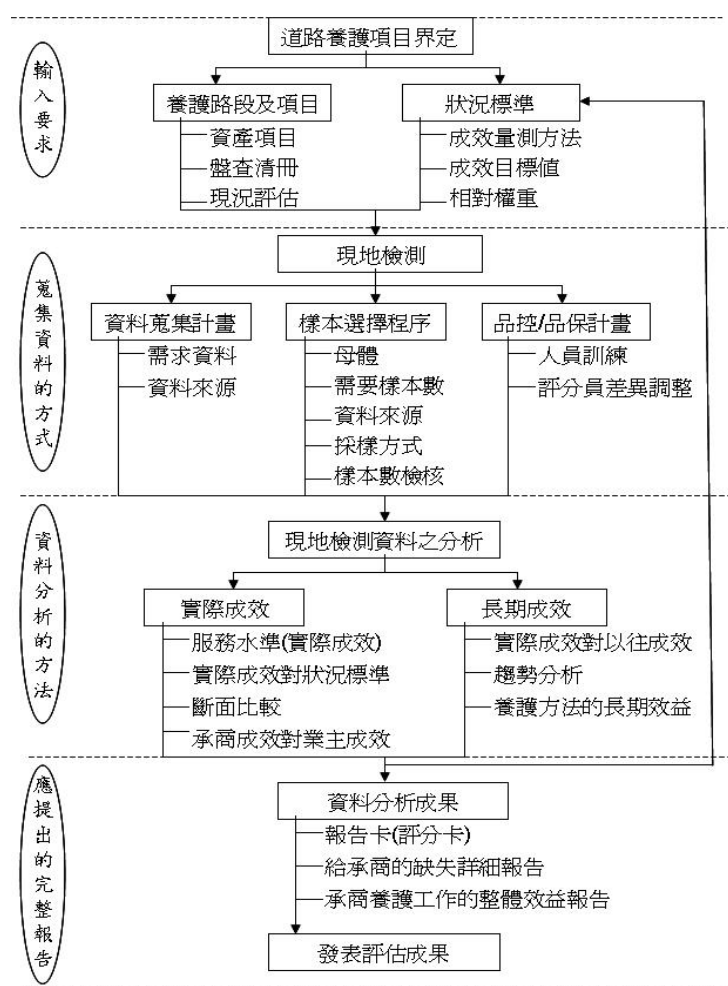 道路養護項目界定
輸入要求
養護路段及項目
資產項目
盤查清冊
現況評估
狀況標準
成效量測方法
成效目標值
相對權重
蒐集資料的方式
現地檢測
資料蒐集計畫
需求資料
資料來源
樣本選擇程序
母體
需要樣本數
資料來源
採樣方式
樣本數檢核
品控/品保計畫
人員訓練
評分員差異調整
資料分析的方法
現地檢測資料之分析
實際成效
服務水準(實際成效)
實際成效對狀況標準
斷面比較
承商成效對業主成效
長期成效
實際成效對以往成效
趨勢分析
養護方法的長期效益
應提出的完整報告
資料分析成果
報告卡(評分卡)
給承商的缺失詳細報告
承商養護工作的整體效益報告
發表評估成果